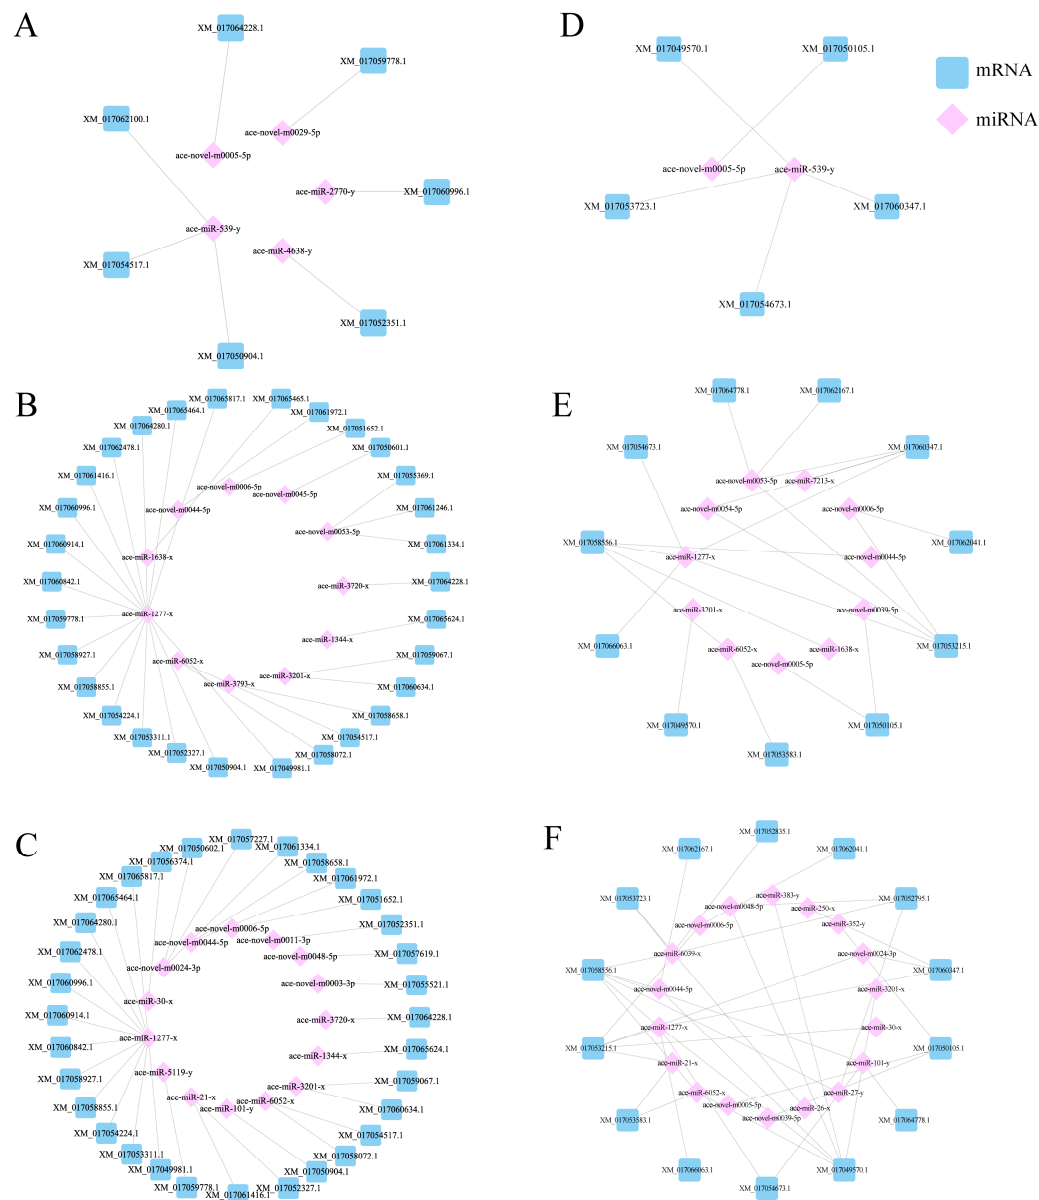 A
XM_017064228.1
XM_017059778.1
XM_017062100.1
ace-novel-m0029-5p
ace-novel-m0005-5p
ace-miR-2770-y
XM_017060996.1
ace-miR-539-y
ace-miR-4638-y
XM_017054517.1
XM_017052351.1
XM_017050904.1
D
XM_017049570.1
XM_017050105.1
mRNA
miRNA
ace-novel-m0005-5p
ace-miR-539-y
XM_017053723.1
XM_017060347.1
XM_017054673.1
B
XM_017065817.1
XM_017065465.1
XM_017065464.1
XM_017061972.1
XM_017064280.1
XM_017051652.1
XM_017062478.1
XM_017050601.1
XM_017061416.1
XM_017055369.1
ace-novel-m0006-5p
ace-novel-m0045-5p
XM_017060996.1
ace-novel-m0044-5p
XM_017061246.1
ace-novel-m0053-5p
XM_017060914.1
XM_017061334.1
ace-miR-1638-x
XM_017060842.1
ace-miR-3720-x
XM_017064228.1
XM_017059778.1
ace-miR-1277-x
XM_017065624.1
ace-miR-1344-x
XM_017058927.1
ace-miR-6052-x
XM_017059067.1
ace-miR-3201-x
XM_017058855.1
ace-miR-3793-x
XM_017060634.1
XM_017054224.1
XM_017058658.1
XM_017053311.1
XM_017054517.1
XM_017052327.1
XM_017058072.1
XM_017050904.1
XM_017049981.1
E
XM_017064778.1
XM_017062167.1
XM_017054673.1
XM_017060347.1
ace-novel-m0053-5p
ace-miR-7213-x
ace-novel-m0054-5p
ace-novel-m0006-5p
XM_017058556.1
XM_017062041.1
ace-miR-1277-x
ace-novel-m0044-5p
ace-miR-3201-x
ace-novel-m0039-5p
XM_017066063.1
ace-miR-6052-x
ace-miR-1638-x
XM_017053215.1
ace-novel-m0005-5p
XM_017049570.1
XM_017050105.1
XM_017053583.1
C
XM_017057227.1
XM_017050602.1
XM_017061334.1
XM_017056374.1
XM_017058658.1
XM_017065817.1
XM_017061972.1
XM_017065464.1
XM_017051652.1
XM_017064280.1
XM_017052351.1
ace-novel-m0006-5p
ace-novel-m0044-5p
ace-novel-m0011-3p
XM_017062478.1
ace-novel-m0048-5p
XM_017057619.1
ace-novel-m0024-3p
XM_017060996.1
ace-novel-m0003-3p
XM_017055521.1
ace-miR-30-x
XM_017060914.1
ace-miR-3720-x
XM_017064228.1
ace-miR-1277-x
XM_017060842.1
ace-miR-1344-x
XM_017065624.1
XM_017058927.1
ace-miR-5119-y
XM_017059067.1
ace-miR-3201-x
XM_017058855.1
ace-miR-21-x
ace-miR-6052-x
ace-miR-101-y
XM_017060634.1
XM_017054224.1
XM_017054517.1
XM_017053311.1
XM_017058072.1
XM_017049981.1
XM_017050904.1
XM_017059778.1
XM_017052327.1
XM_017061416.1
F
XM_017052835.1
XM_017062167.1
XM_017062041.1
XM_017053723.1
ace-miR-383-y
XM_017052795.1
ace-novel-m0048-5p
ace-miR-250-x
ace-novel-m0006-5p
ace-miR-352-y
ace-miR-6039-x
ace-novel-m0024-3p
XM_017058556.1
XM_017060347.1
ace-novel-m0044-5p
ace-miR-3201-x
ace-miR-1277-x
ace-miR-30-x
XM_017053215.1
XM_017050105.1
ace-miR-21-x
ace-miR-101-y
ace-miR-6052-x
ace-miR-27-y
ace-novel-m0005-5p
ace-miR-26-x
XM_017053583.1
ace-novel-m0039-5p
XM_017064778.1
XM_017066063.1
XM_017049570.1
XM_017054673.1